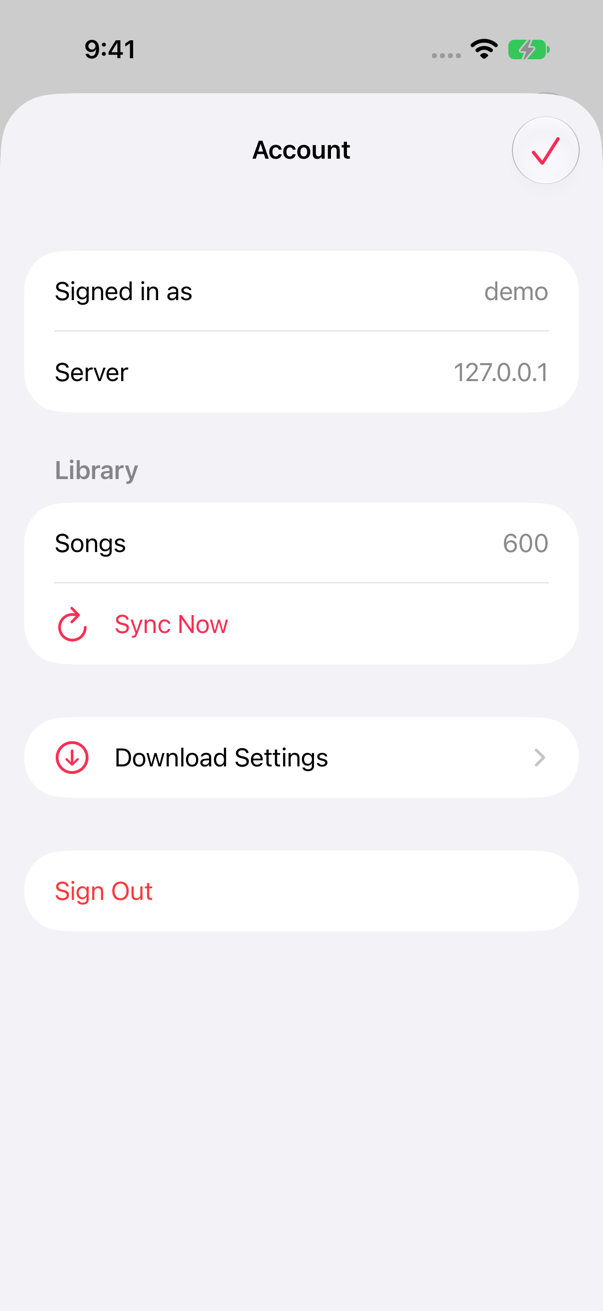 9:41
Account
Signed in as demo
Server 127.0.0.1
Library
Songs 600
Sync Now
Download Settings
Sign Out